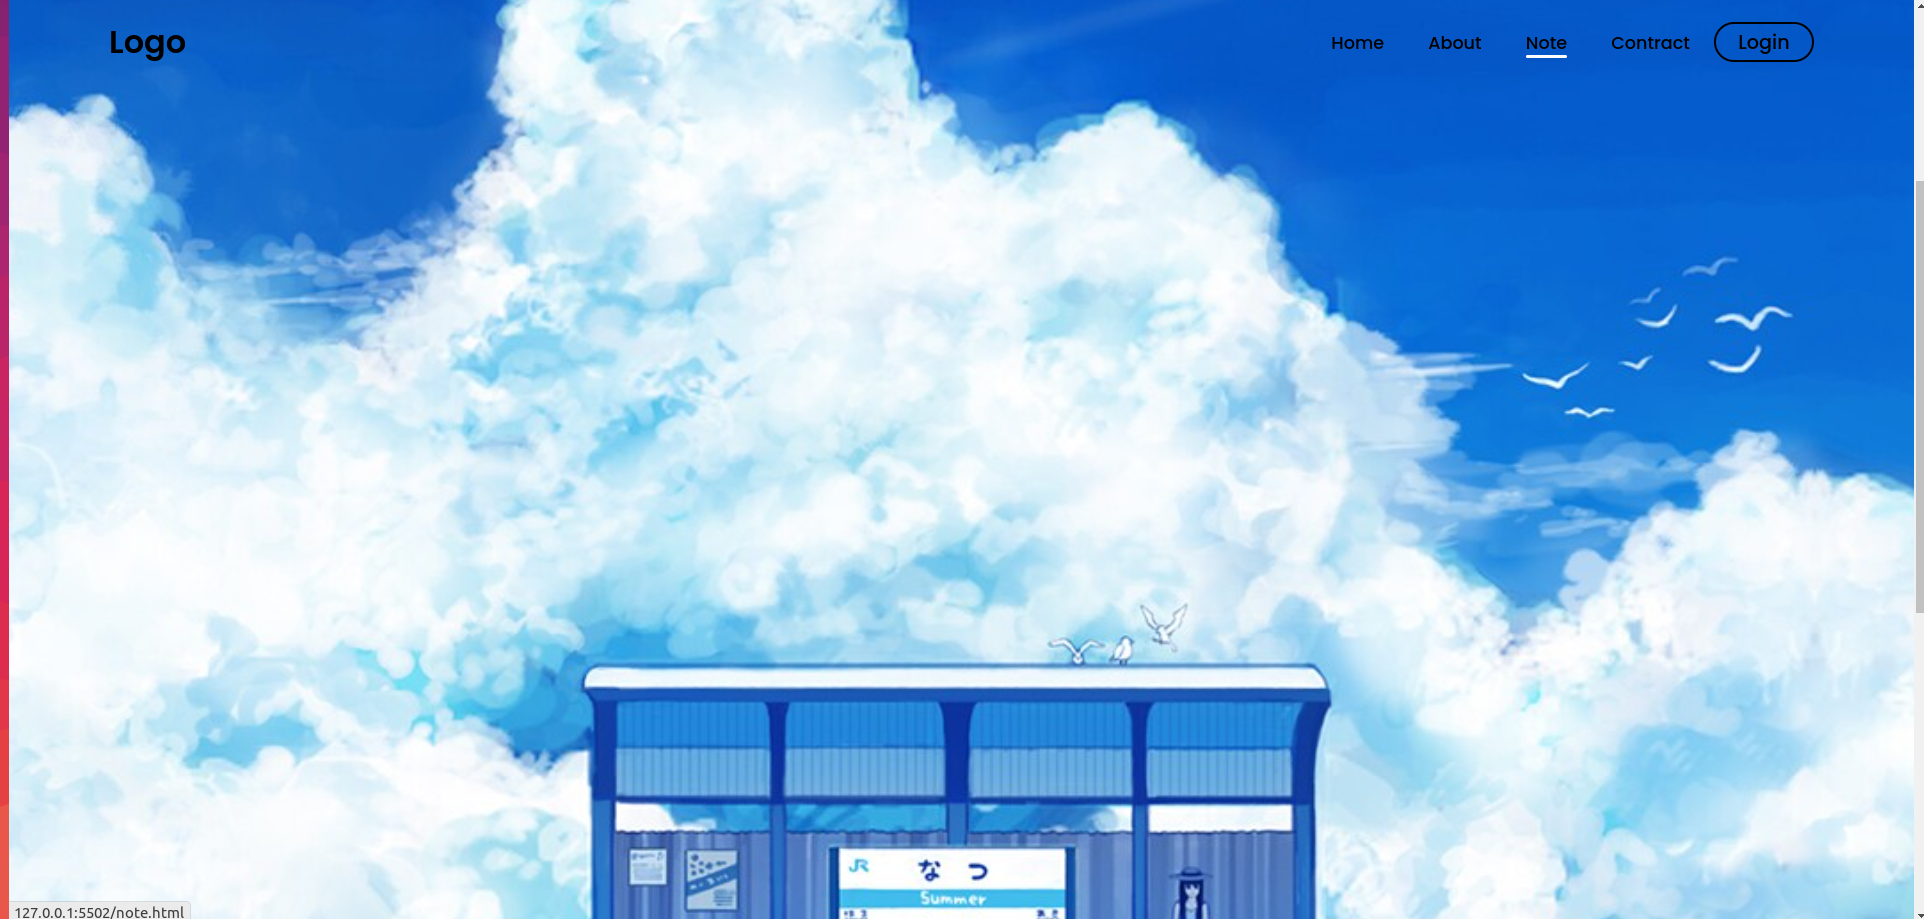 Logo
Home About Note Contract Login
JR なつ
Summer
127.0.0.1:5502/note.html